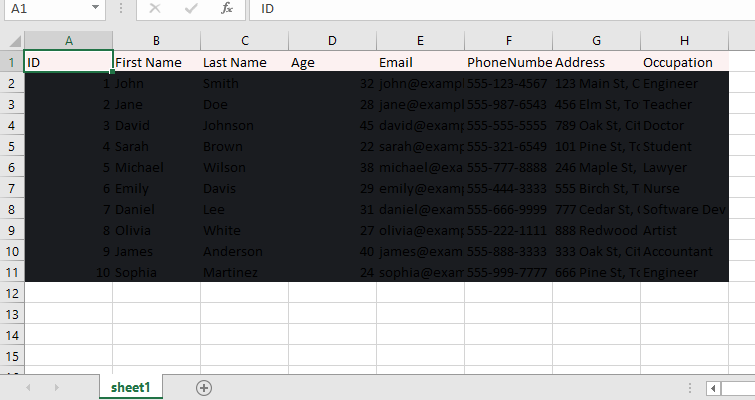 A1 fx ID
A B C D E F G H
1 ID First Name Last Name Age Email PhoneNumbe Address Occupation
2 1 John Smith 32 john@exampl 555-123-4567 123 Main St, C Engineer
3 2 Jane Doe 28 jane@exampl 555-987-6543 456 Elm St, To Teacher
4 3 David Johnson 45 david@examp 555-555-5555 789 Oak St, Cit Doctor
5 4 Sarah Brown 22 sarah@examp 555-321-6549 101 Pine St, To Student
6 5 Michael Wilson 38 michael@exa 555-777-8888 246 Maple St, Lawyer
7 6 Emily Davis 29 emily@examp 555-444-3333 555 Birch St, T Nurse
8 7 Daniel Lee 31 daniel@exam 555-666-9999 777 Cedar St, Software Dev
9 8 Olivia White 27 olivia@examp 555-222-1111 888 Redwood Artist
10 9 James Anderson 40 james@exam 555-888-3333 333 Oak St, Cit Accountant
11 10 Sophia Martinez 24 sophia@exam 555-999-7777 666 Pine St, To Engineer
12
13
14
15
sheet1